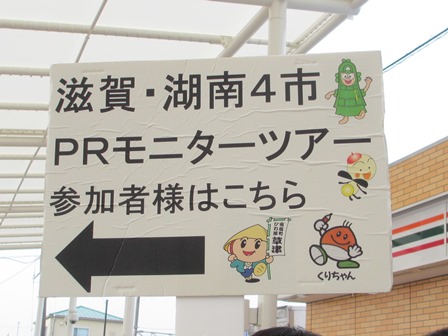 滋賀・湖南4市
PRモニターツアー
参加者様はこちら
草津
くりちゃん